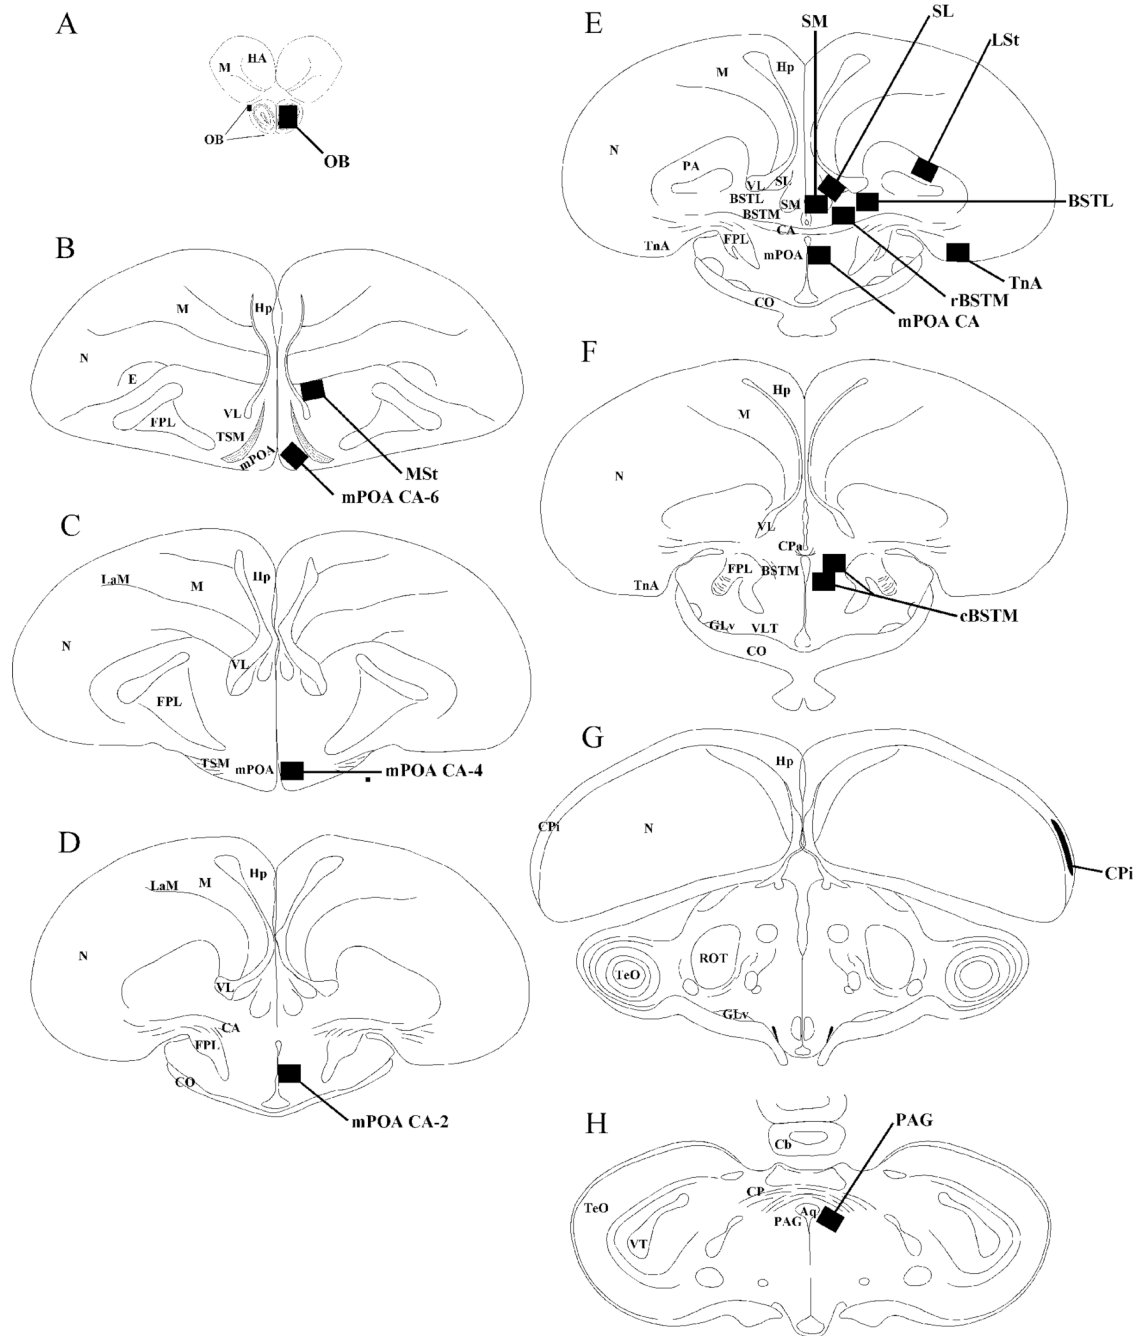 A
HA
M
OB
OB
B
Hp
M
N
E
VL
FPL
TSM
mPOA
MSt
mPOA CA-6
C
Hp
LaM
M
N
VL
FPL
TSM
mPOA
mPOA CA-4
D
Hp
LaM
M
N
VL
CA
FPL
CO
mPOA CA-2
E
SM
SL
LSt
Hp
M
N
PA
VL
SL
BSTL
SM
BSTM
BSTL
CA
TnA
FPL
mPOA
TnA
CO
rBSTM
mPOA CA
F
Hp
M
N
VL
CPa
TnA
FPL
BSTM
cBSTM
GLv
VLT
CO
G
Hp
CPi
N
CPi
ROT
TeO
GLv
H
PAG
Cb
CP
TeO
Aq
PAG
VT